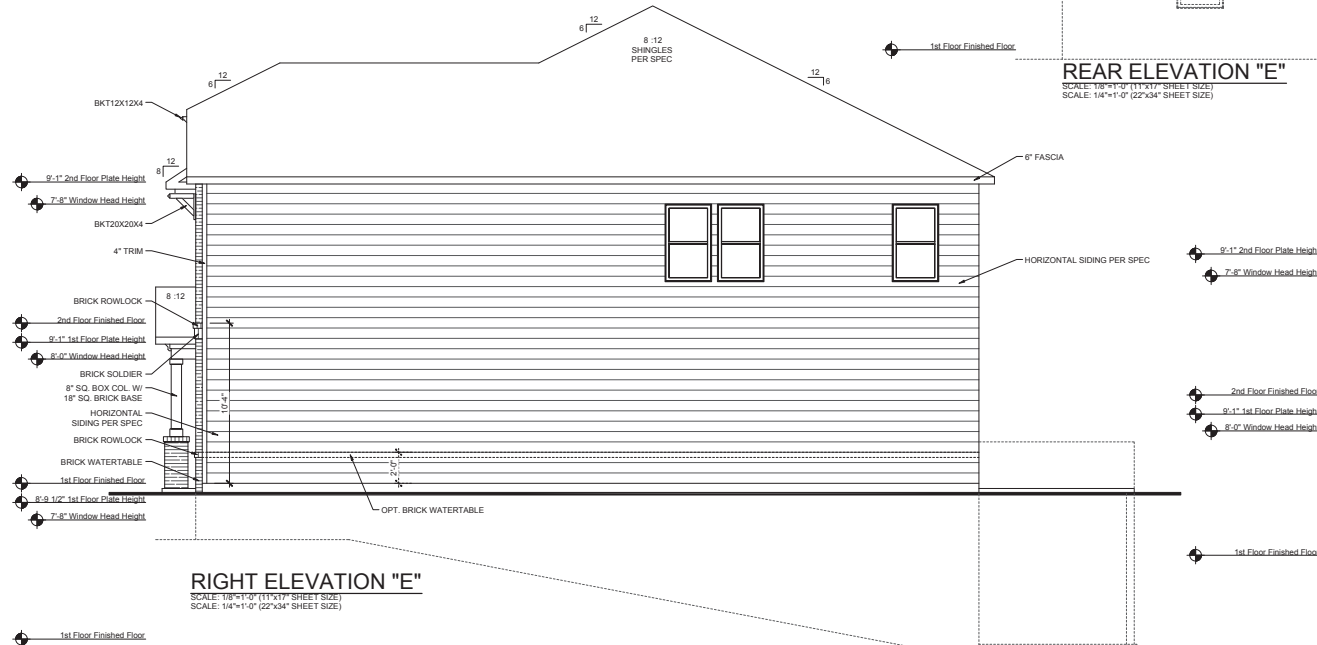 12
6
8 :12
SHINGLES
PER SPEC
12
6
12
6
1st Floor Finished Floor
REAR ELEVATION "E"
SCALE: 1/8"=1'-0" (11"x17" SHEET SIZE)
SCALE: 1/4"=1'-0" (22"x34" SHEET SIZE)
BKT12X12X4
12
8
6" FASCIA
9'-1" 2nd Floor Plate Height
7'-8" Window Head Height
BKT20X20X4
4" TRIM
HORIZONTAL SIDING PER SPEC
9'-1" 2nd Floor Plate Heigh
7'-8" Window Head Heigh
8 :12
BRICK ROWLOCK
2nd Floor Finished Floor
9'-1" 1st Floor Plate Height
8'-0" Window Head Height
BRICK SOLDIER
8" SQ. BOX COL. W/
18" SQ. BRICK BASE
HORIZONTAL
SIDING PER SPEC
BRICK ROWLOCK
BRICK WATERTABLE
10'-4"
2'-0"
2nd Floor Finished Floo
9'-1" 1st Floor Plate Heigh
8'-0" Window Head Heigh
1st Floor Finished Floor
8'-9 1/2" 1st Floor Plate Height
7'-8" Window Head Height
OPT. BRICK WATERTABLE
1st Floor Finished Floo
RIGHT ELEVATION "E"
SCALE: 1/8"=1'-0" (11"x17" SHEET SIZE)
SCALE: 1/4"=1'-0" (22"x34" SHEET SIZE)
1st Floor Finished Floor